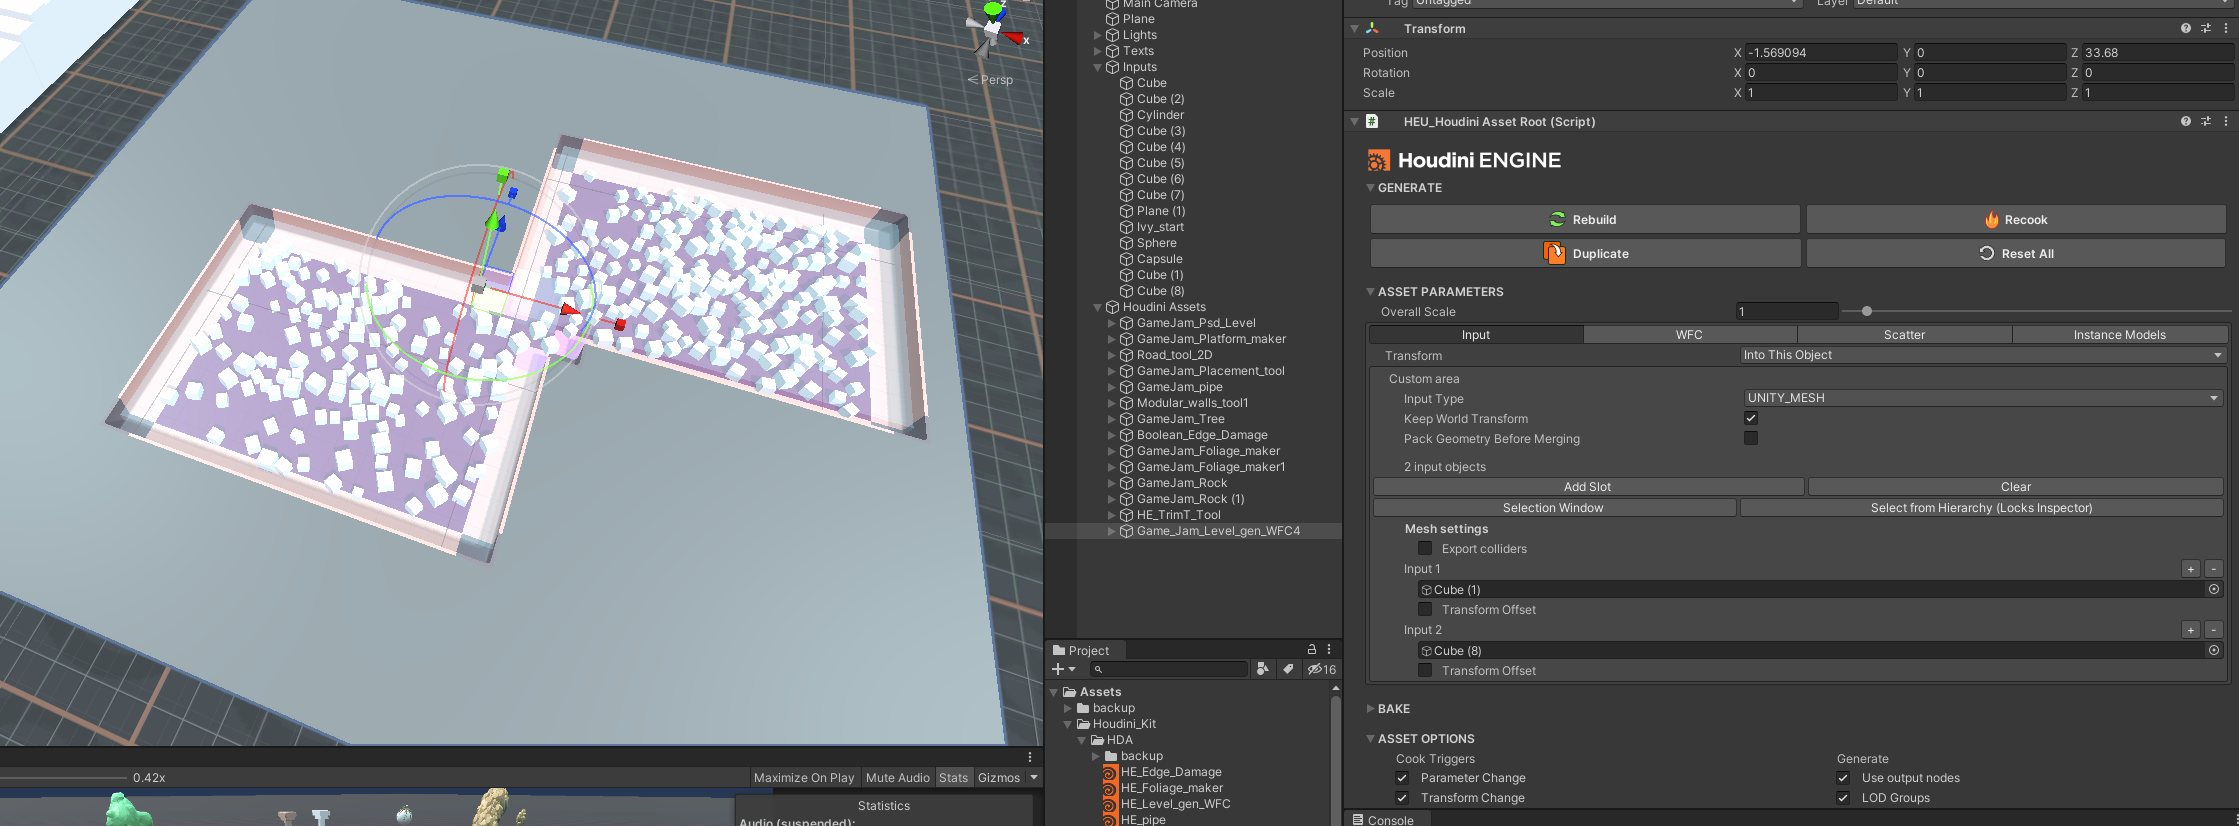 z
x
Persp
0.42x
Maximize On Play Mute Audio Stats Gizmos
Statistics
Audio (suspended):
Main Camera
Plane
Lights
Texts
Inputs
Cube
Cube (2)
Cylinder
Cube (3)
Cube (4)
Cube (5)
Cube (6)
Cube (7)
Plane (1)
Ivy_start
Sphere
Capsule
Cube (1)
Cube (8)
Houdini Assets
GameJam_Psd_Level
GameJam_Platform_maker
Road_tool_2D
GameJam_Placement_tool
GameJam_pipe
Modular_walls_tool1
GameJam_Tree
Boolean_Edge_Damage
GameJam_Foliage_maker
GameJam_Foliage_maker1
GameJam_Rock
GameJam_Rock (1)
HE_TrimT_Tool
Game_Jam_Level_gen_WFC4
Project
16
Assets
backup
Houdini_Kit
HDA
backup
HE_Edge_Damage
HE_Foliage_maker
HE_Level_gen_WFC
HE_pipe
Tag Untagged Layer Default
Transform
Position X -1.569094 Y 0 Z 33.68
Rotation X 0 Y 0 Z 0
Scale X 1 Y 1 Z 1
# HEU_Houdini Asset Root (Script)
Houdini ENGINE
GENERATE
Rebuild Recook
Duplicate Reset All
ASSET PARAMETERS
Overall Scale 1
Input WFC Scatter Instance Models
Transform Into This Object
Custom area
Input Type UNITY_MESH
Keep World Transform
Pack Geometry Before Merging
2 input objects
Add Slot Clear
Selection Window Select from Hierarchy (Locks Inspector)
Mesh settings
Export colliders
Input 1 + -
Cube (1)
Transform Offset
Input 2 + -
Cube (8)
Transform Offset
BAKE
ASSET OPTIONS
Cook Triggers Generate
Parameter Change Use output nodes
Transform Change LOD Groups
Console